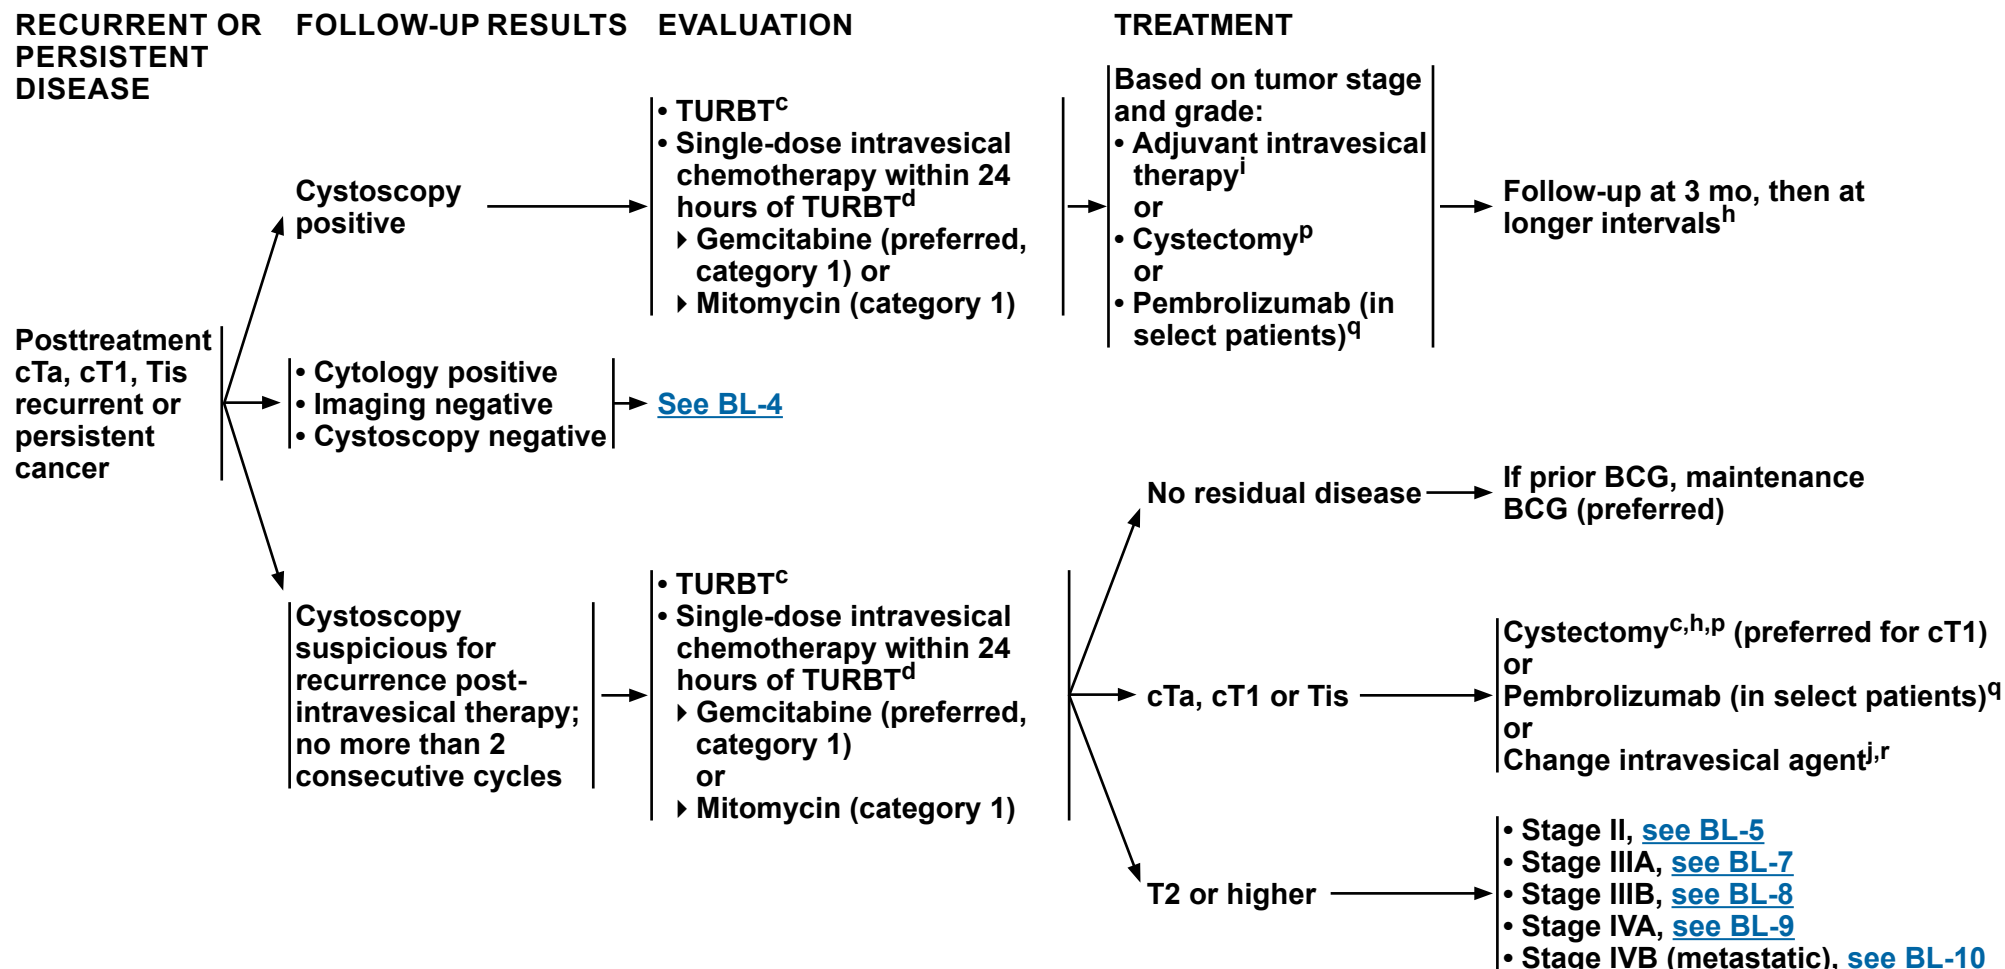 RECURRENT OR
PERSISTENT
DISEASE
FOLLOW-UP RESULTS
EVALUATION
TREATMENT
Posttreatment
cTa, cT1, Tis
recurrent or
persistent
cancer
Cystoscopy
positive
• TURBTc
• Single-dose intravesical
chemotherapy within 24
hours of TURBTd
▸ Gemcitabine (preferred,
category 1) or
▸ Mitomycin (category 1)
Based on tumor stage
and grade:
• Adjuvant intravesical
therapyj
or
• Cystectomyp
or
• Pembrolizumab (in
select patients)q
Follow-up at 3 mo, then at
longer intervalsh
• Cytology positive
• Imaging negative
• Cystoscopy negative
See BL-4
Cystoscopy
suspicious for
recurrence post-
intravesical therapy;
no more than 2
consecutive cycles
• TURBTc
• Single-dose intravesical
chemotherapy within 24
hours of TURBTd
▸ Gemcitabine (preferred,
category 1)
or
▸ Mitomycin (category 1)
No residual disease
If prior BCG, maintenance
BCG (preferred)
cTa, cT1 or Tis
Cystectomyc,h,p (preferred for cT1)
or
Pembrolizumab (in select patients)q
or
Change intravesical agentj,r
T2 or higher
• Stage II, see BL-5
• Stage IIIA, see BL-7
• Stage IIIB, see BL-8
• Stage IVA, see BL-9
• Stage IVB (metastatic), see BL-10